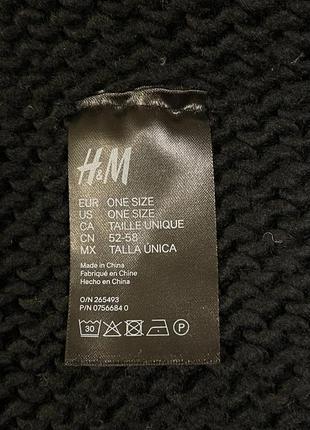 H&M
EUR ONE SIZE
US ONE SIZE
CA TAILLE UNIQUE
CN 52-58
MX TALLA ÚNICA
Made in China
Fabriqué en Chine
Hecho en China
O/N 265493
P/N 0756684 0
30 P